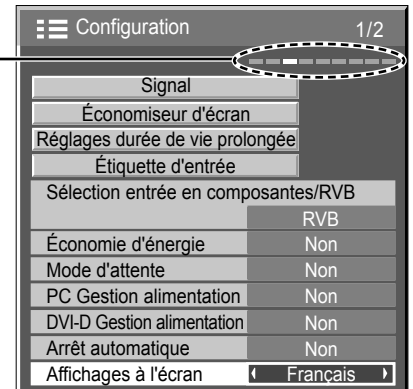 Configuration 1/2
Signal
Économiseur d'écran
Réglages durée de vie prolongée
Étiquette d'entrée
Sélection entrée en composantes/RVB
RVB
Économie d'énergie Non
Mode d'attente Non
PC Gestion alimentation Non
DVI-D Gestion alimentation Non
Arrêt automatique Non
Affichages à l'écran Français